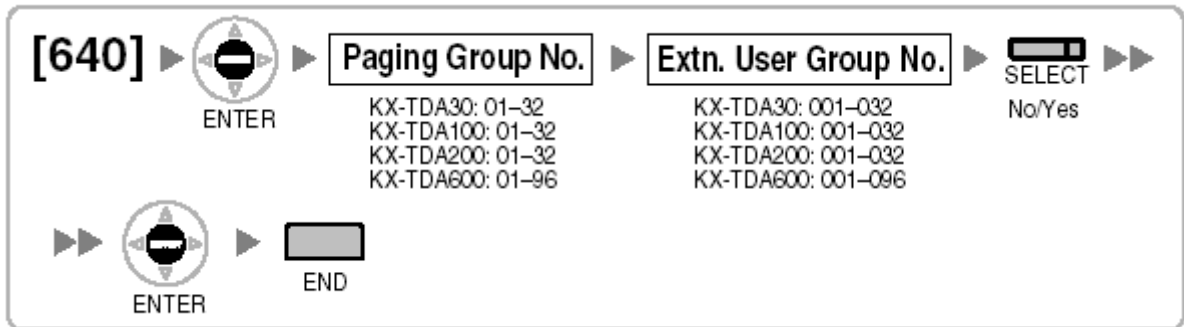 [640]
ENTER
Paging Group No.
KX-TDA30: 01–32
KX-TDA100: 01–32
KX-TDA200: 01–32
KX-TDA600: 01–96
Extn. User Group No.
KX-TDA30: 001–032
KX-TDA100: 001–032
KX-TDA200: 001–032
KX-TDA600: 001–096
SELECT
No/Yes
ENTER
END